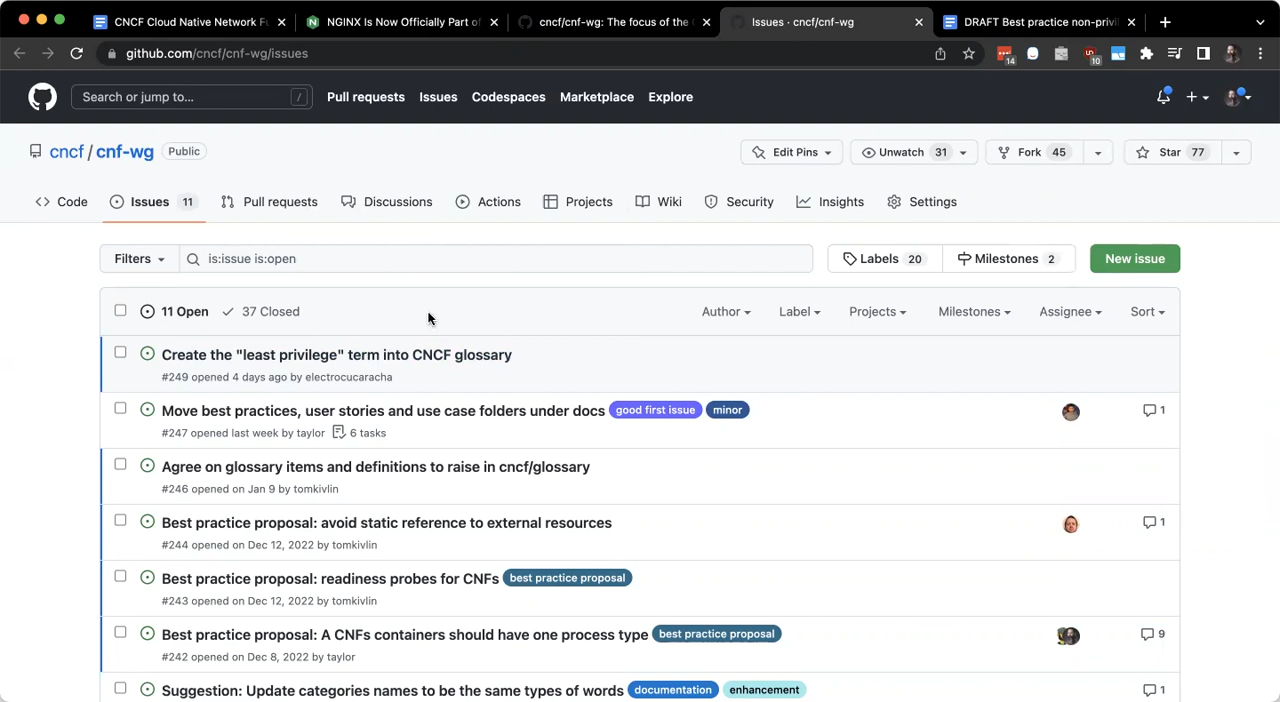 CNCF Cloud Native Network Fu
NGINX Is Now Officially Part of
cncf/cnf-wg: The focus of the
Issues · cncf/cnf-wg
DRAFT Best practice non-privil
github.com/cncf/cnf-wg/issues
14
10
Search or jump to...
/
Pull requests
Issues
Codespaces
Marketplace
Explore
cncf / cnf-wg
Public
Edit Pins
Unwatch 31
Fork 45
Star 77
Code
Issues 11
Pull requests
Discussions
Actions
Projects
Wiki
Security
Insights
Settings
Filters
is:issue is:open
Labels 20
Milestones 2
New issue
11 Open
37 Closed
Author
Label
Projects
Milestones
Assignee
Sort
Create the "least privilege" term into CNCF glossary
#249 opened 4 days ago by electrocucaracha
Move best practices, user stories and use case folders under docs good first issue minor
1
#247 opened last week by taylor 6 tasks
Agree on glossary items and definitions to raise in cncf/glossary
#246 opened on Jan 9 by tomkivlin
Best practice proposal: avoid static reference to external resources
1
#244 opened on Dec 12, 2022 by tomkivlin
Best practice proposal: readiness probes for CNFs best practice proposal
#243 opened on Dec 12, 2022 by tomkivlin
Best practice proposal: A CNFs containers should have one process type best practice proposal
9
#242 opened on Dec 8, 2022 by taylor
Suggestion: Update categories names to be the same types of words documentation enhancement
1